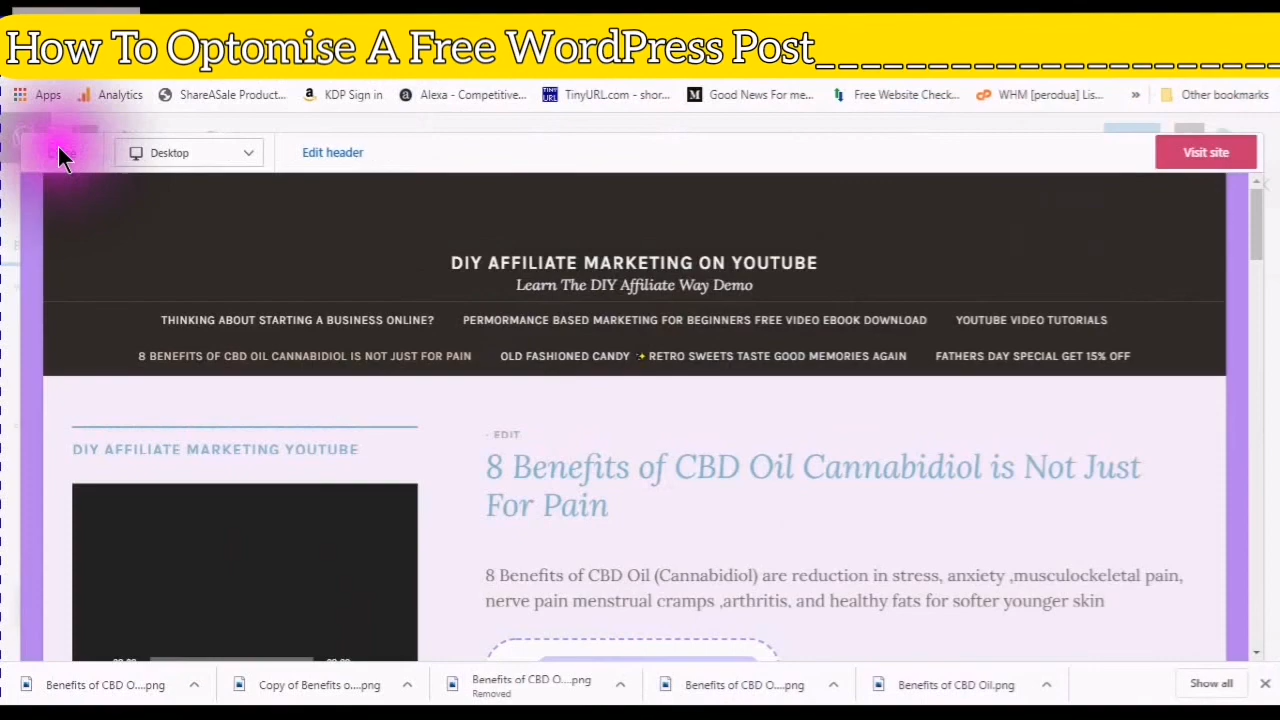 How To Optomise A Free WordPress Post_______________________
Apps Analytics ShareASale Product... KDP Sign in Alexa - Competitive... TinyURL.com - shor... Good News For me... Free Website Check... WHM [perodua] Lis... » Other bookmarks
Desktop Edit header Visit site
DIY AFFILIATE MARKETING ON YOUTUBE
Learn The DIY Affiliate Way Demo
THINKING ABOUT STARTING A BUSINESS ONLINE? PERMORMANCE BASED MARKETING FOR BEGINNERS FREE VIDEO EBOOK DOWNLOAD YOUTUBE VIDEO TUTORIALS
8 BENEFITS OF CBD OIL CANNABIDIOL IS NOT JUST FOR PAIN OLD FASHIONED CANDY ✨ RETRO SWEETS TASTE GOOD MEMORIES AGAIN FATHERS DAY SPECIAL GET 15% OFF
DIY AFFILIATE MARKETING YOUTUBE
· EDIT
8 Benefits of CBD Oil Cannabidiol is Not Just
For Pain
8 Benefits of CBD Oil (Cannabidiol) are reduction in stress, anxiety ,musculockeletal pain,
nerve pain menstrual cramps ,arthritis, and healthy fats for softer younger skin
Benefits of CBD O....png Copy of Benefits o....png Benefits of CBD O....png Benefits of CBD O....png Benefits of CBD Oil.png Show all
Removed